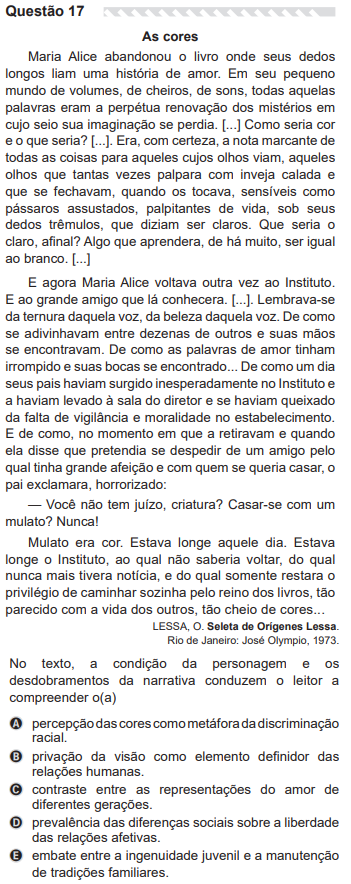 Questão 17
As cores
Maria Alice abandonou o livro onde seus dedos
longos liam uma história de amor. Em seu pequeno
mundo de volumes, de cheiros, de sons, todas aquelas
palavras eram a perpétua renovação dos mistérios em
cujo seio sua imaginação se perdia. [...] Como seria cor
e o que seria? [...]. Era, com certeza, a nota marcante de
todas as coisas para aqueles cujos olhos viam, aqueles
olhos que tantas vezes palpara com inveja calada e
que se fechavam, quando os tocava, sensíveis como
pássaros assustados, palpitantes de vida, sob seus
dedos trêmulos, que diziam ser claros. Que seria o
claro, afinal? Algo que aprendera, de há muito, ser igual
ao branco. [...]
E agora Maria Alice voltava outra vez ao Instituto.
E ao grande amigo que lá conhecera. [...]. Lembrava-se
da ternura daquela voz, da beleza daquela voz. De como
se adivinhavam entre dezenas de outros e suas mãos
se encontravam. De como as palavras de amor tinham
irrompido e suas bocas se encontrado... De como um dia
seus pais haviam surgido inesperadamente no Instituto e
a haviam levado à sala do diretor e se haviam queixado
da falta de vigilância e moralidade no estabelecimento.
E de como, no momento em que a retiravam e quando
ela disse que pretendia se despedir de um amigo pelo
qual tinha grande afeição e com quem se queria casar, o
pai exclamara, horrorizado:
— Você não tem juízo, criatura? Casar-se com um
mulato? Nunca!
Mulato era cor. Estava longe aquele dia. Estava
longe o Instituto, ao qual não saberia voltar, do qual
nunca mais tivera notícia, e do qual somente restara o
privilégio de caminhar sozinha pelo reino dos livros, tão
parecido com a vida dos outros, tão cheio de cores...
LESSA, O. Seleta de Orígenes Lessa.
Rio de Janeiro: José Olympio, 1973.
No texto, a condição da personagem e os
desdobramentos da narrativa conduzem o leitor a
compreender o(a)
A percepção das cores como metáfora da discriminação
racial.
B privação da visão como elemento definidor das
relações humanas.
C contraste entre as representações do amor de
diferentes gerações.
D prevalência das diferenças sociais sobre a liberdade
das relações afetivas.
E embate entre a ingenuidade juvenil e a manutenção
de tradições familiares.